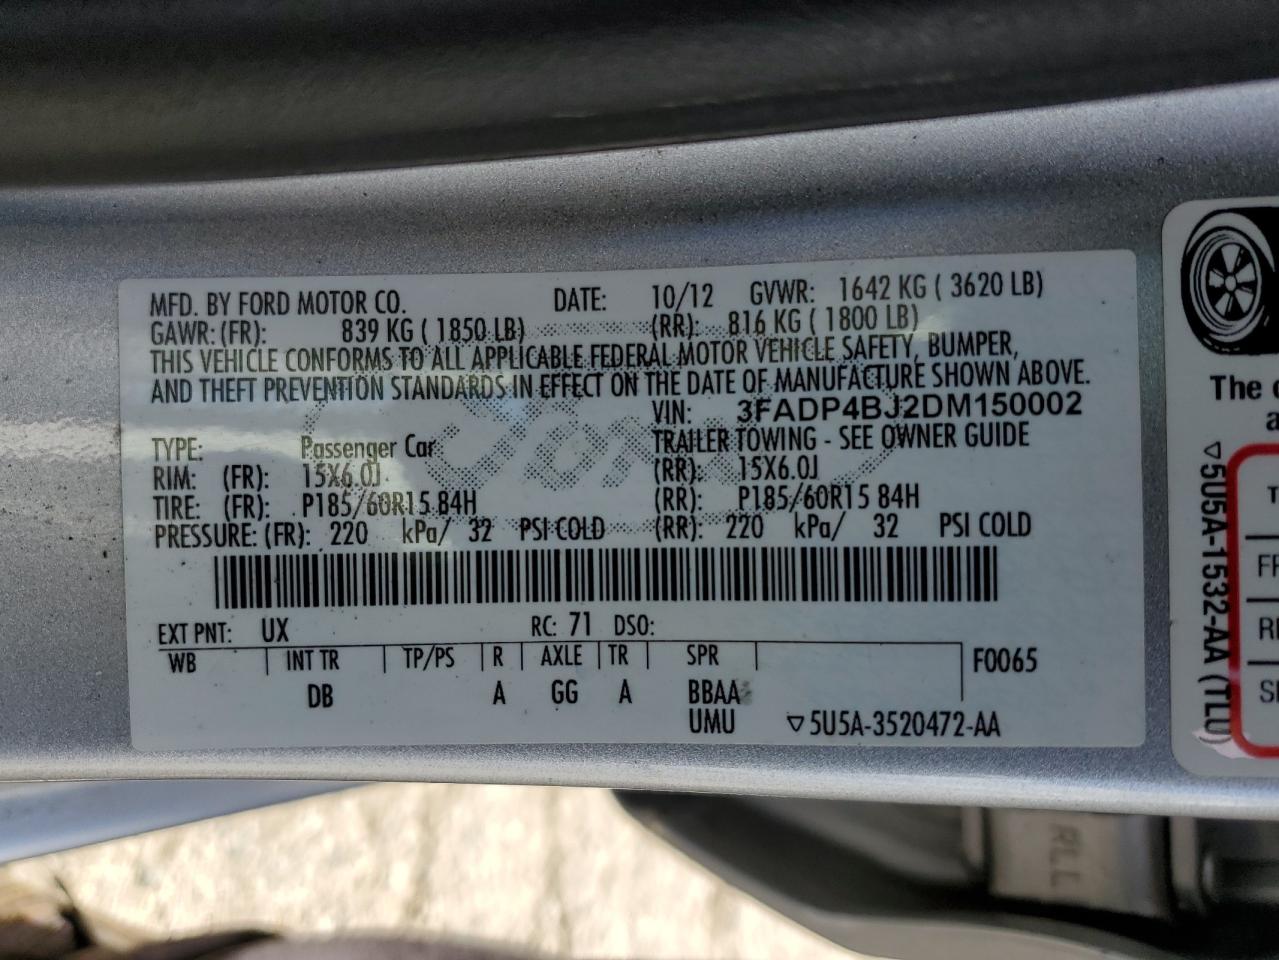 MFD. BY FORD MOTOR CO. DATE: 10/12 GVWR: 1642 KG ( 3620 LB)
GAWR: (FR): 839 KG ( 1850 LB) (RR): 816 KG ( 1800 LB)
THIS VEHICLE CONFORMS TO ALL APPLICABLE FEDERAL MOTOR VEHICLE SAFETY, BUMPER,
AND THEFT PREVENTION STANDARDS IN EFFECT ON THE DATE OF MANUFACTURE SHOWN ABOVE.
VIN: 3FADP4BJ2DM150002
TYPE: Passenger Car TRAILER TOWING - SEE OWNER GUIDE
RIM: (FR): 15X6.0J (RR): 15X6.0J
TIRE: (FR): P185/60R15 84H (RR): P185/60R15 84H
PRESSURE: (FR): 220 kPa/ 32 PSI COLD (RR): 220 kPa/ 32 PSI COLD
EXT PNT: UX RC: 71 DSO:
WB INT TR TP/PS R AXLE TR SPR F0065
DB A GG A BBAA
UMU ▽5U5A-3520472-AA
Ford
The
▽5U5A-1532-AA (TLU)
RLL